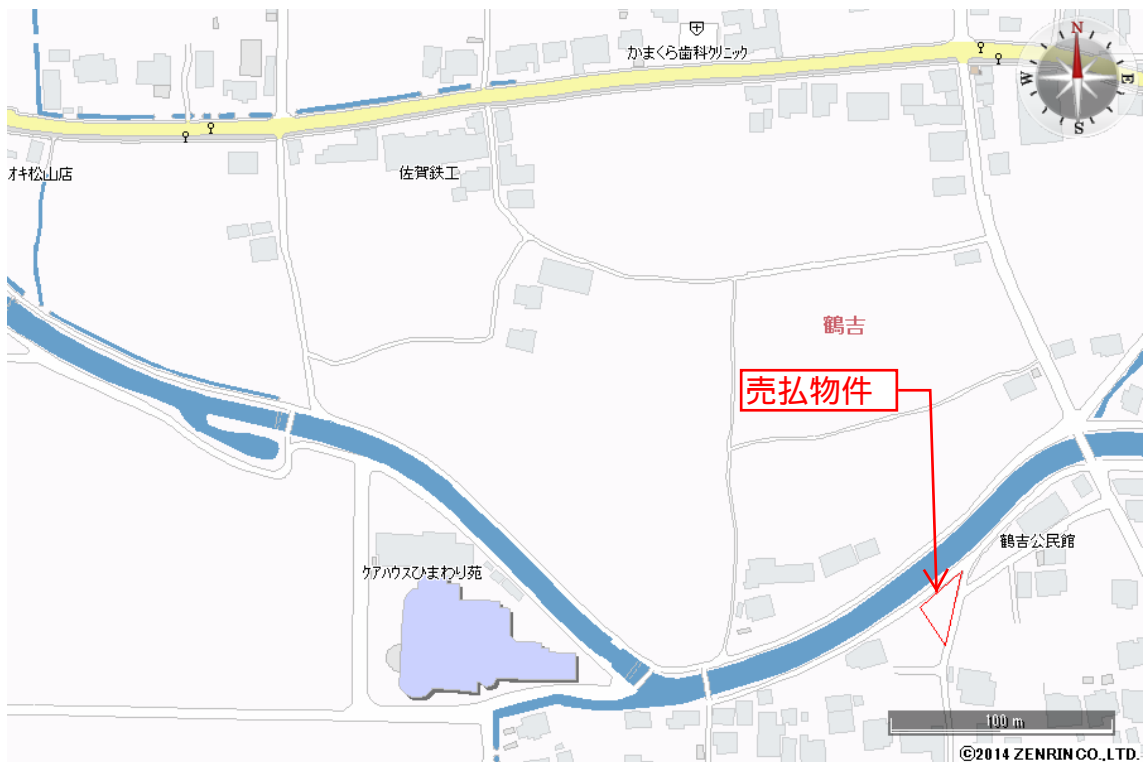 かまくら歯科クリニック
N
W
E
S
オキ松山店
佐賀鉄工
鶴吉
売払物件
鶴吉公民館
ケアハウスひまわり苑
100 m
©2014 ZENRIN CO., LTD.